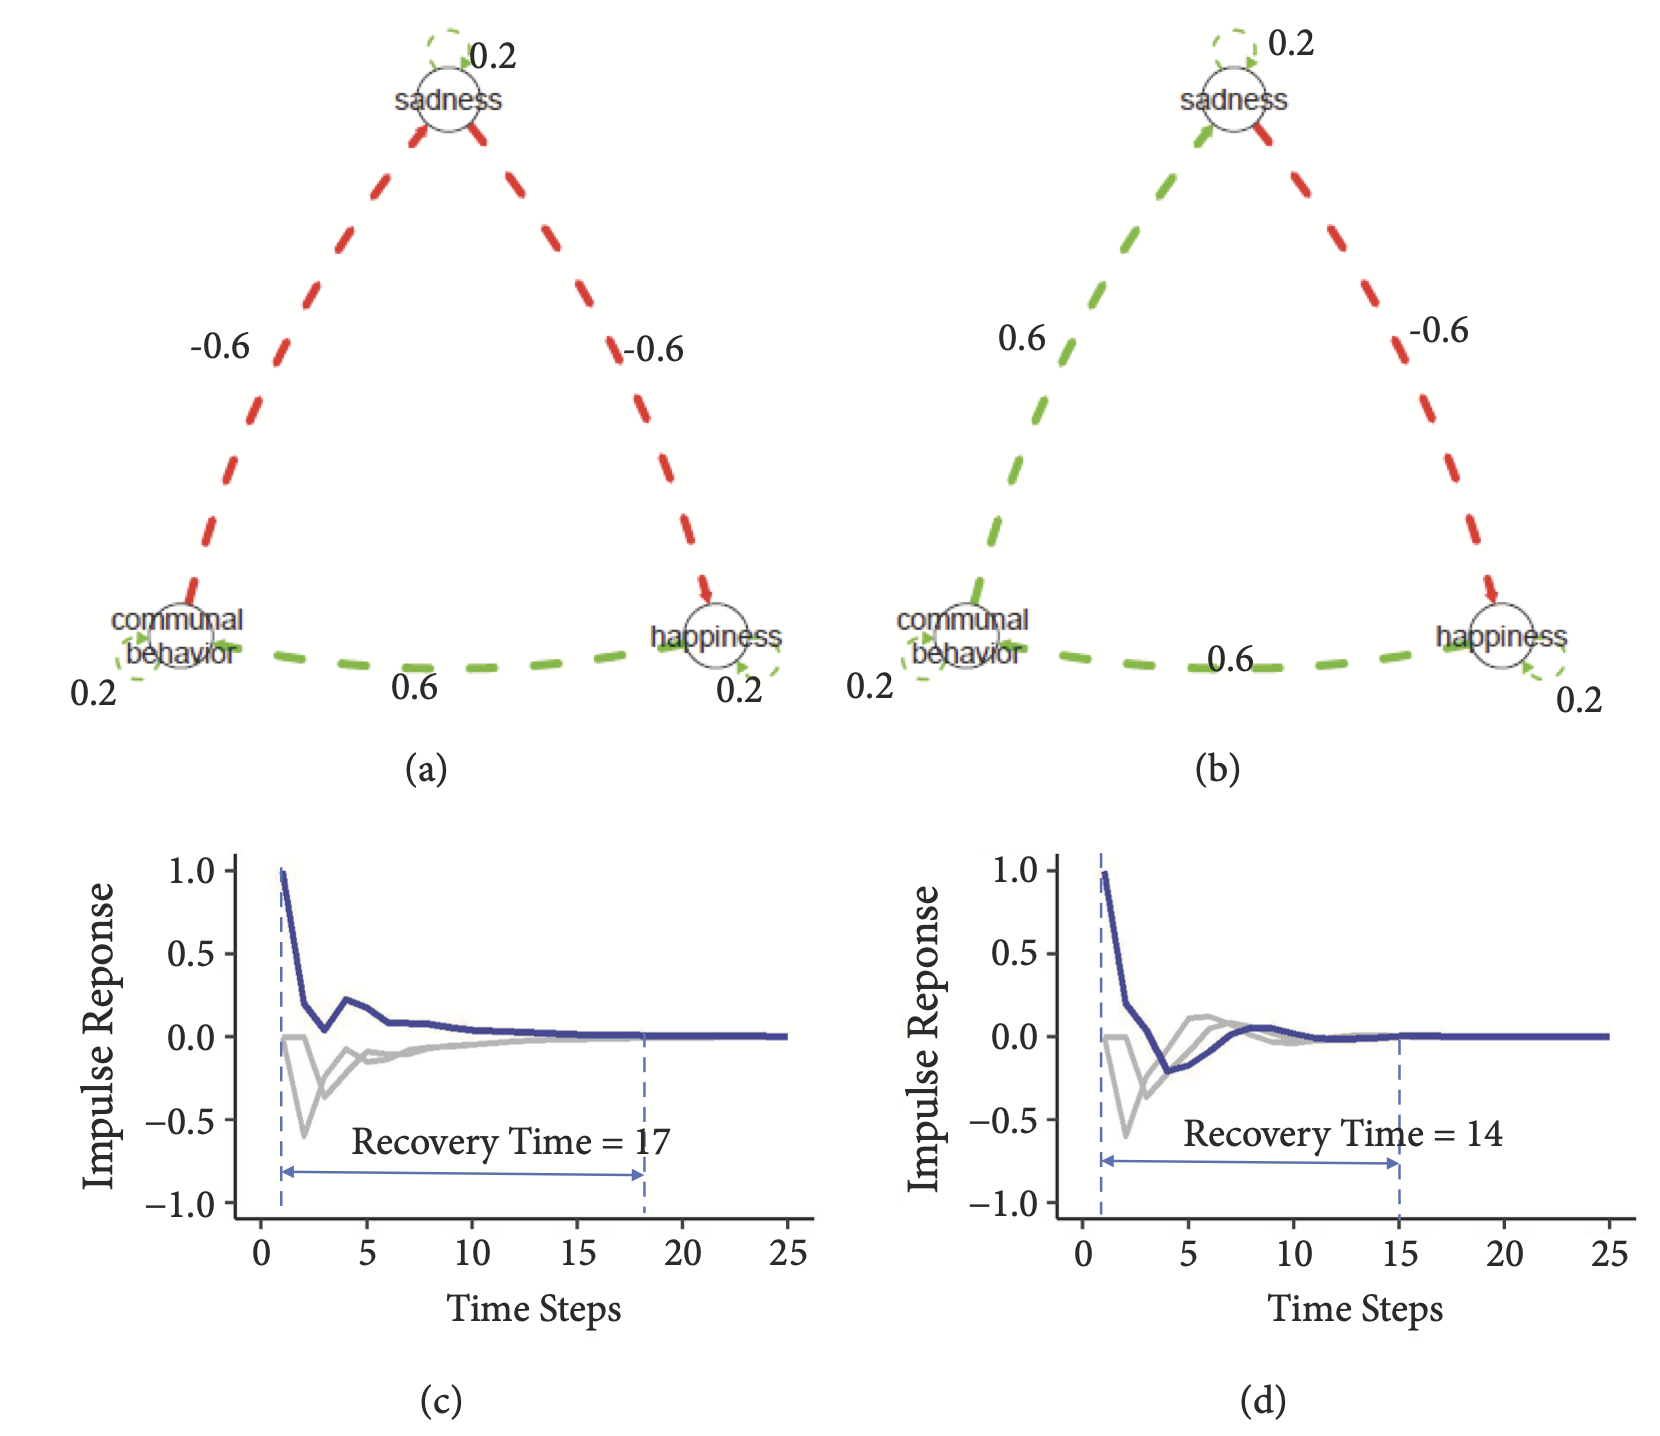 0.2
sadness
-0.6
-0.6
communal
behavior
happiness
0.2
0.6
0.2
(a)
0.2
sadness
0.6
-0.6
communal
behavior
happiness
0.2
0.6
0.2
(b)
Impulse Reponse
1.0
0.5
0.0
−0.5
−1.0
Recovery Time = 17
0 5 10 15 20 25
Time Steps
(c)
Impulse Reponse
1.0
0.5
0.0
−0.5
−1.0
Recovery Time = 14
0 5 10 15 20 25
Time Steps
(d)